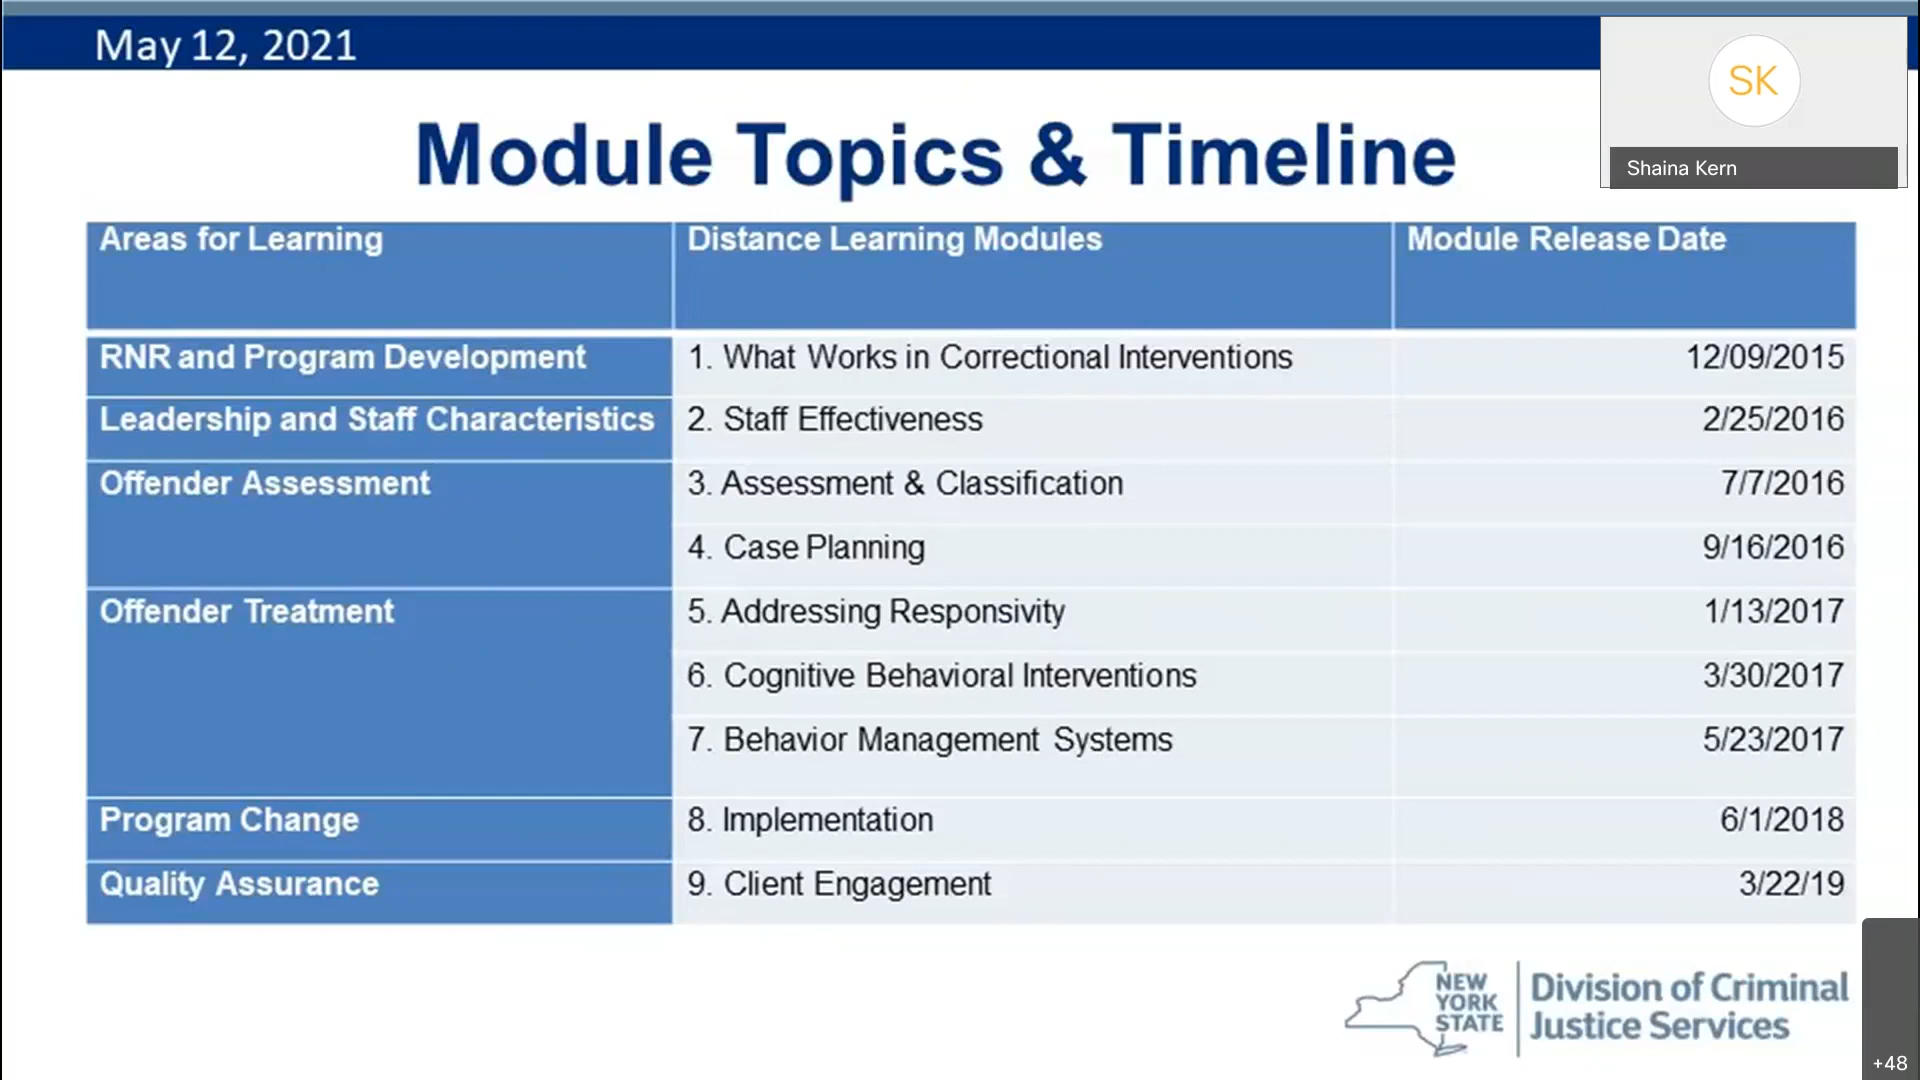 May 12, 2021
SK
Shaina Kern
Module Topics & Timeline
Areas for Learning
Distance Learning Modules
Module Release Date
RNR and Program Development
1. What Works in Correctional Interventions
12/09/2015
Leadership and Staff Characteristics
2. Staff Effectiveness
2/25/2016
Offender Assessment
3. Assessment & Classification
7/7/2016
4. Case Planning
9/16/2016
Offender Treatment
5. Addressing Responsivity
1/13/2017
6. Cognitive Behavioral Interventions
3/30/2017
7. Behavior Management Systems
5/23/2017
Program Change
8. Implementation
6/1/2018
Quality Assurance
9. Client Engagement
3/22/19
NEW
YORK
STATE
Division of Criminal
Justice Services
+48